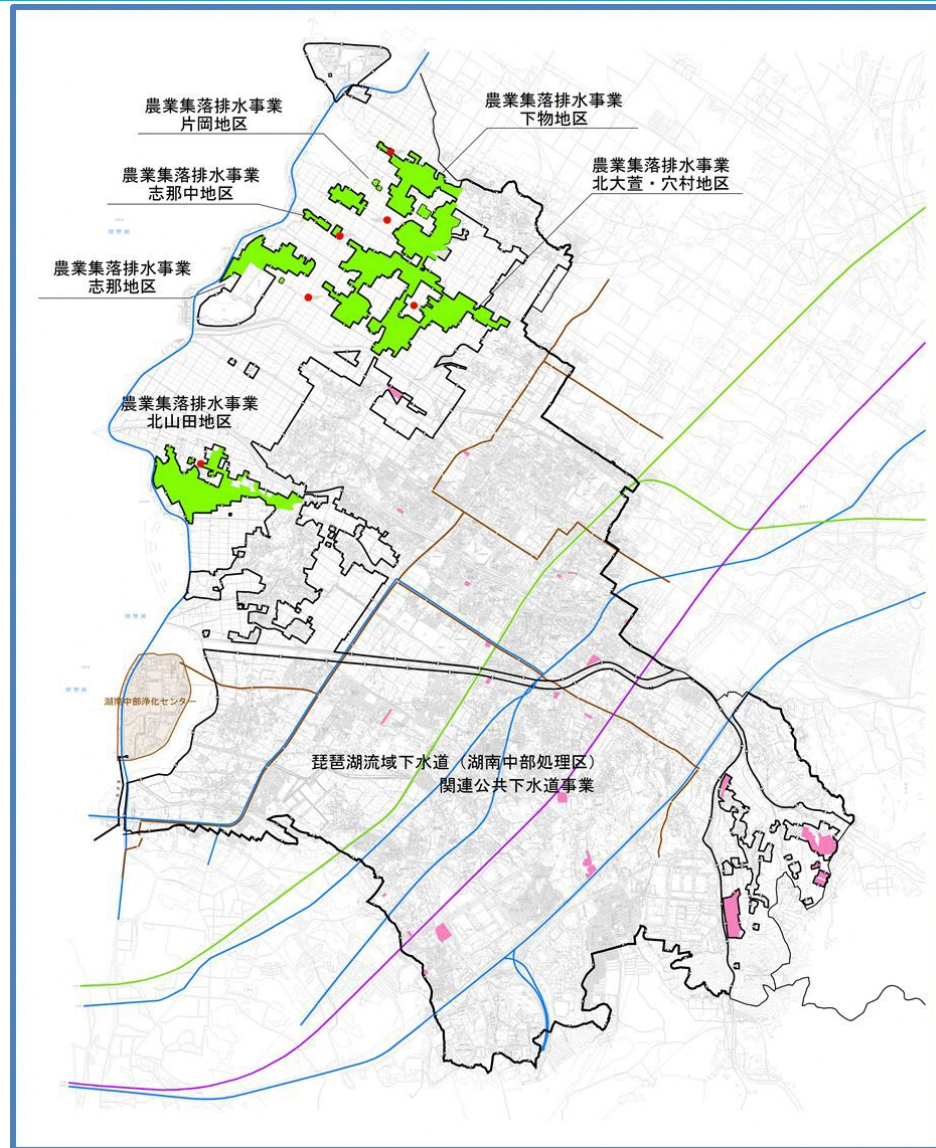 農業集落排水事業
片岡地区
農業集落排水事業
下物地区
農業集落排水事業
志那中地区
農業集落排水事業
北大萱・穴村地区
農業集落排水事業
志那地区
農業集落排水事業
北山田地区
湖南中部浄化センター
琵琶湖流域下水道（湖南中部処理区）
関連公共下水道事業